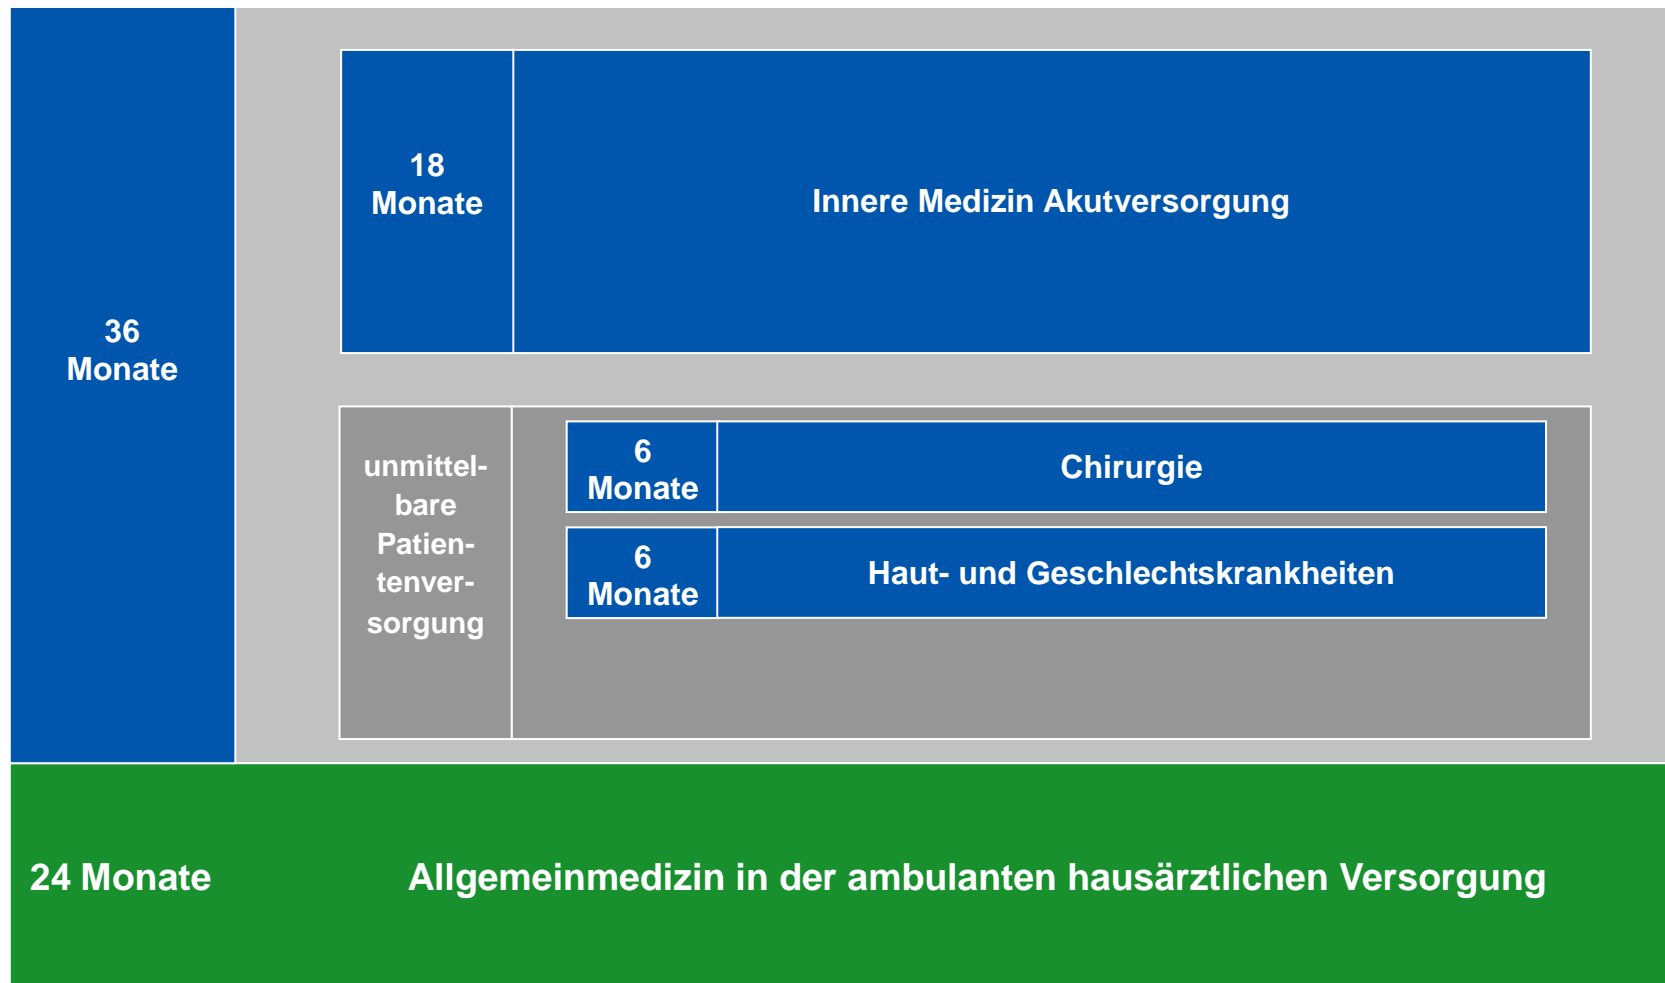 36
Monate
18
Monate
Innere Medizin Akutversorgung
unmittel-
bare
Patien-
tenver-
sorgung
6
Monate
Chirurgie
6
Monate
Haut- und Geschlechtskrankheiten
24 Monate
Allgemeinmedizin in der ambulanten hausärztlichen Versorgung